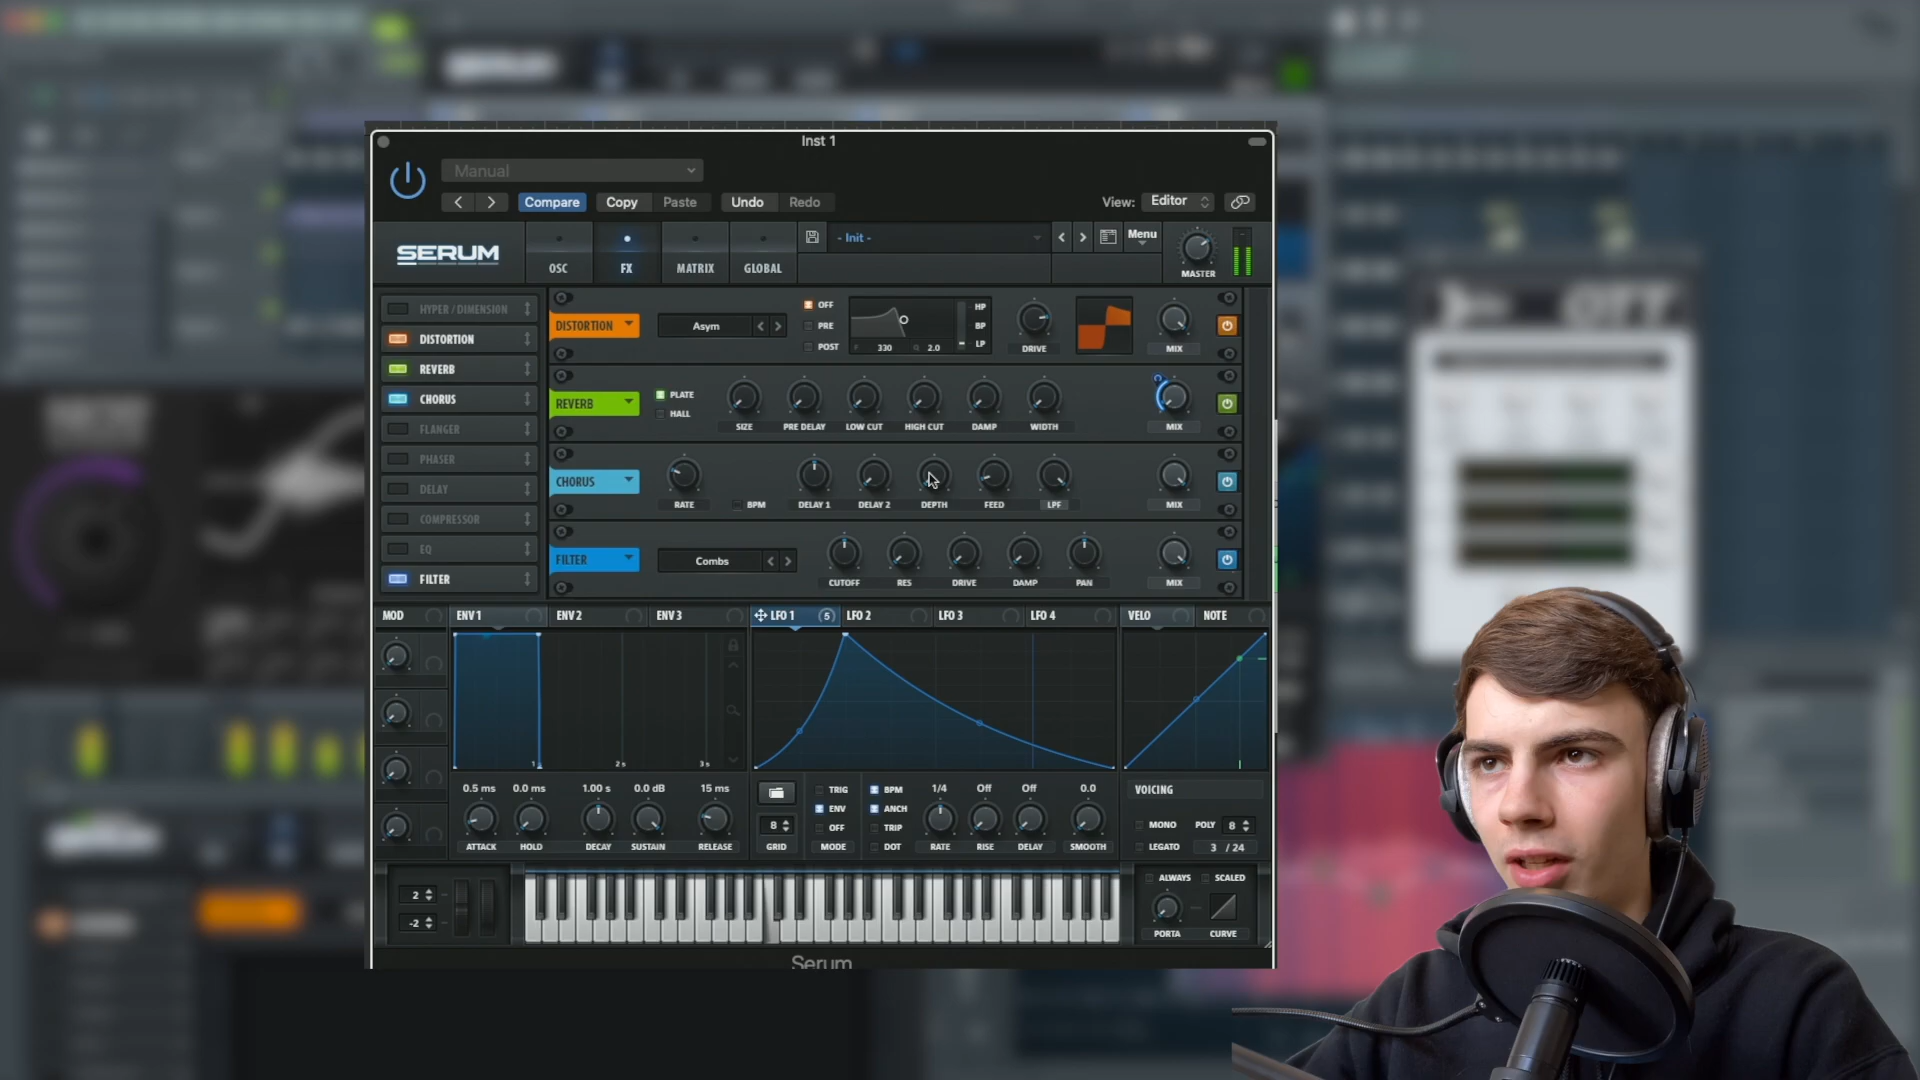 Inst 1
Manual
Compare Copy Paste Undo Redo View: Editor
SERUM OSC FX MATRIX GLOBAL - Init - Menu MASTER
HYPER / DIMENSION
DISTORTION
REVERB
CHORUS
FLANGER
PHASER
DELAY
COMPRESSOR
EQ
FILTER
DISTORTION Asym OFF PRE POST F 330 Q 2.0 HP BP LP DRIVE MIX
REVERB PLATE HALL SIZE PRE DELAY LOW CUT HIGH CUT DAMP WIDTH MIX
CHORUS RATE BPM DELAY 1 DELAY 2 DEPTH FEED LPF MIX
FILTER Combs CUTOFF RES DRIVE DAMP PAN MIX
MOD ENV 1 ENV 2 ENV 3 LFO 1 5 LFO 2 LFO 3 LFO 4 VELO NOTE
1 2 s 3 s
0.5 ms 0.0 ms 1.00 s 0.0 dB 15 ms
ATTACK HOLD DECAY SUSTAIN RELEASE
8 GRID
TRIG ENV OFF MODE
BPM ANCH TRIP DOT
1/4 Off Off 0.0
RATE RISE DELAY SMOOTH
VOICING
MONO POLY 8
LEGATO 3 / 24
2
-2
ALWAYS SCALED
PORTA CURVE
Serum
OFF